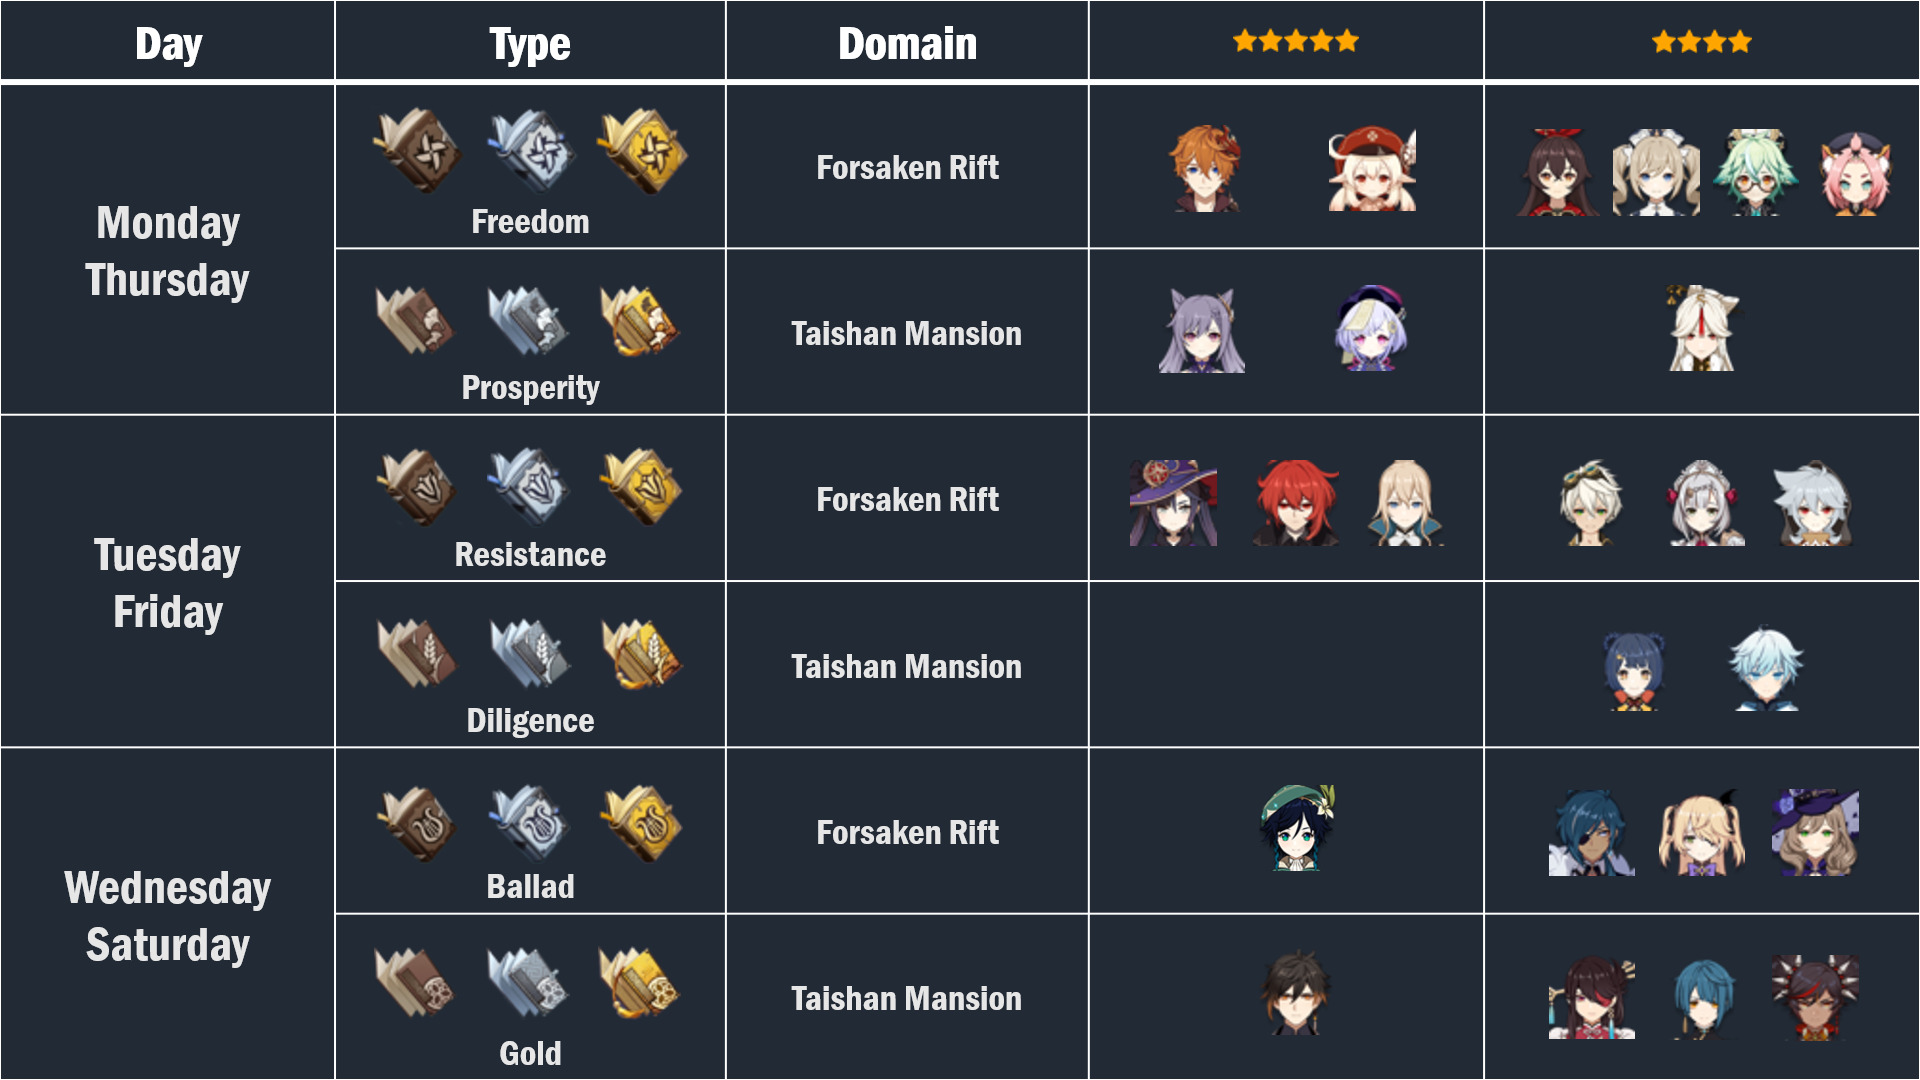 Day
Type
Domain
Monday
Thursday
Freedom
Forsaken Rift
Prosperity
Taishan Mansion
Tuesday
Friday
Resistance
Forsaken Rift
Diligence
Taishan Mansion
Wednesday
Saturday
Ballad
Forsaken Rift
Gold
Taishan Mansion